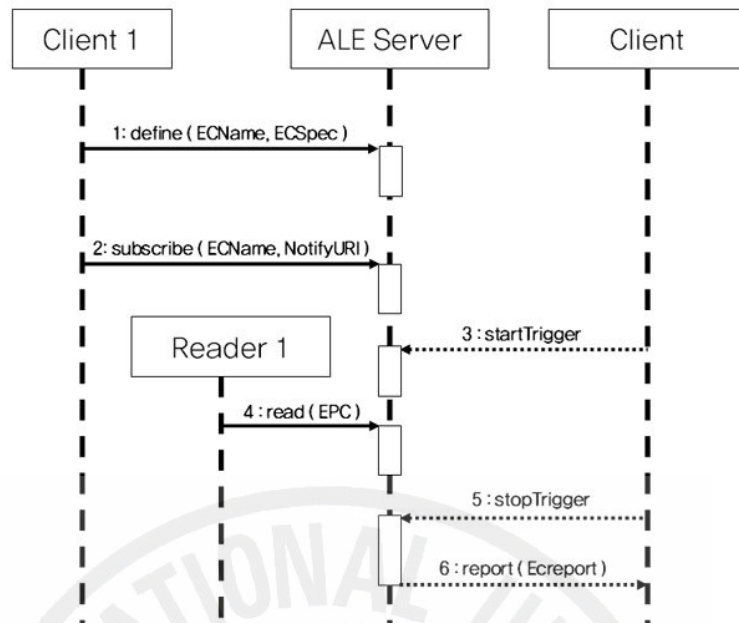 Client 1
ALE Server
Client
1: define ( ECName, ECSpec )
2: subscribe ( ECName, NotifyURI )
3 : startTrigger
Reader 1
4 : read ( EPC )
5 : stopTrigger
6 : report ( Ecreport )